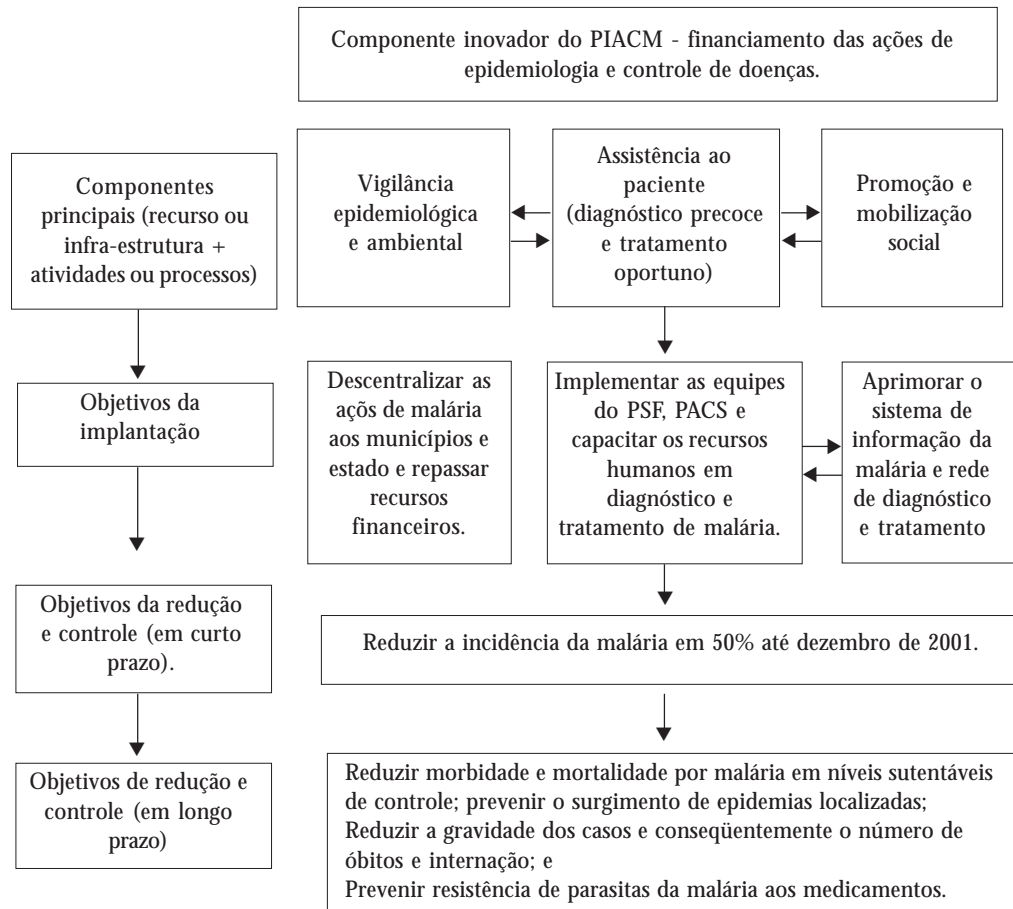 Componente inovador do PIACM - financiamento das ações de
epidemiologia e controle de doenças.
Componentes
principais (recurso ou
infra-estrutura +
atividades ou processos)
Vigilância
epidemiológica
e ambiental
Assistência ao
paciente
(diagnóstico precoce
e tratamento
oportuno)
Promoção e
mobilização
social
Objetivos da
implantação
Descentralizar as
açõs de malária
aos municípios e
estado e repassar
recursos
financeiros.
Implementar as equipes
do PSF, PACS e
capacitar os recursos
humanos em
diagnóstico e
tratamento de malária.
Aprimorar o
sistema de
informação da
malária e rede
de diagnóstico
e tratamento
Objetivos da redução
e controle (em curto
prazo).
Reduzir a incidência da malária em 50% até dezembro de 2001.
Objetivos de redução e
controle (em longo
prazo)
Reduzir morbidade e mortalidade por malária em níveis sutentáveis
de controle; prevenir o surgimento de epidemias localizadas;
Reduzir a gravidade dos casos e conseqüentemente o número de
óbitos e internação; e
Prevenir resistência de parasitas da malária aos medicamentos.